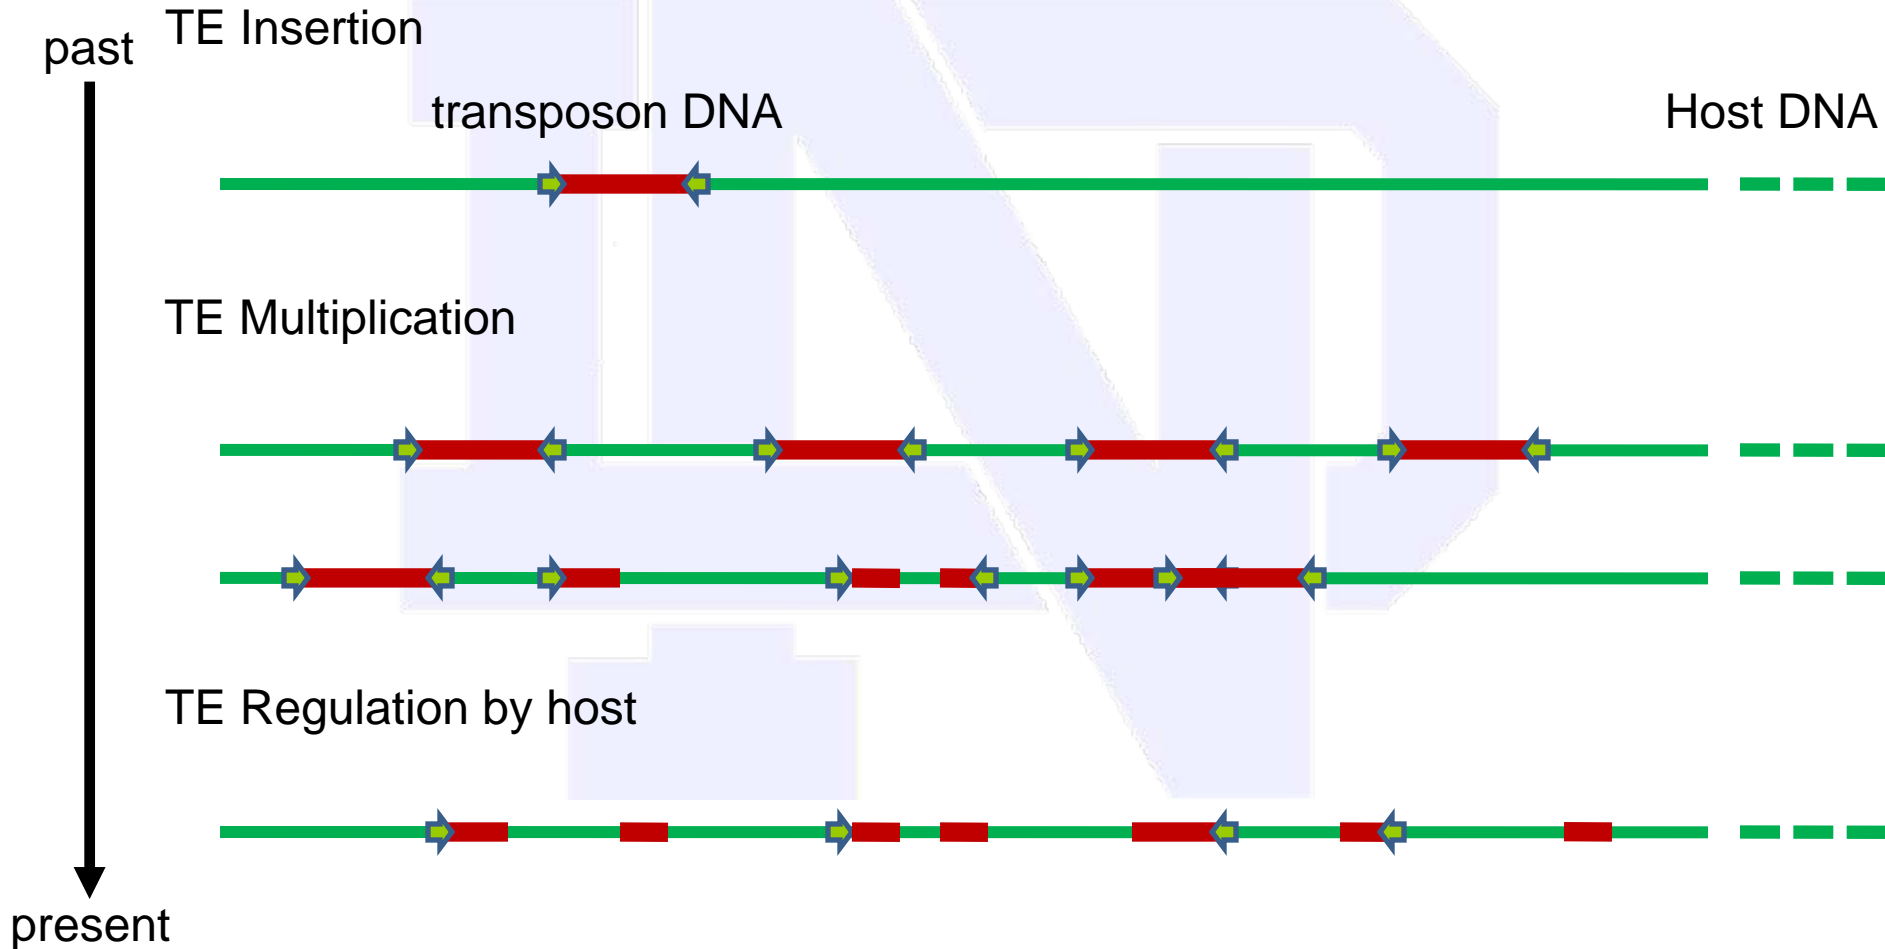 TE Insertion
past
transposon DNA
Host DNA
TE Multiplication
TE Regulation by host
present